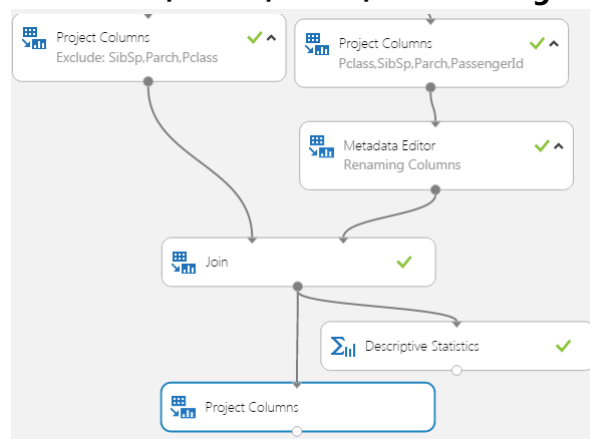 Project Columns
Exclude: SibSp,Parch,Pclass
Project Columns
Pclass,SibSp,Parch,PassengerId
Metadata Editor
Renaming Columns
Join
Descriptive Statistics
Project Columns